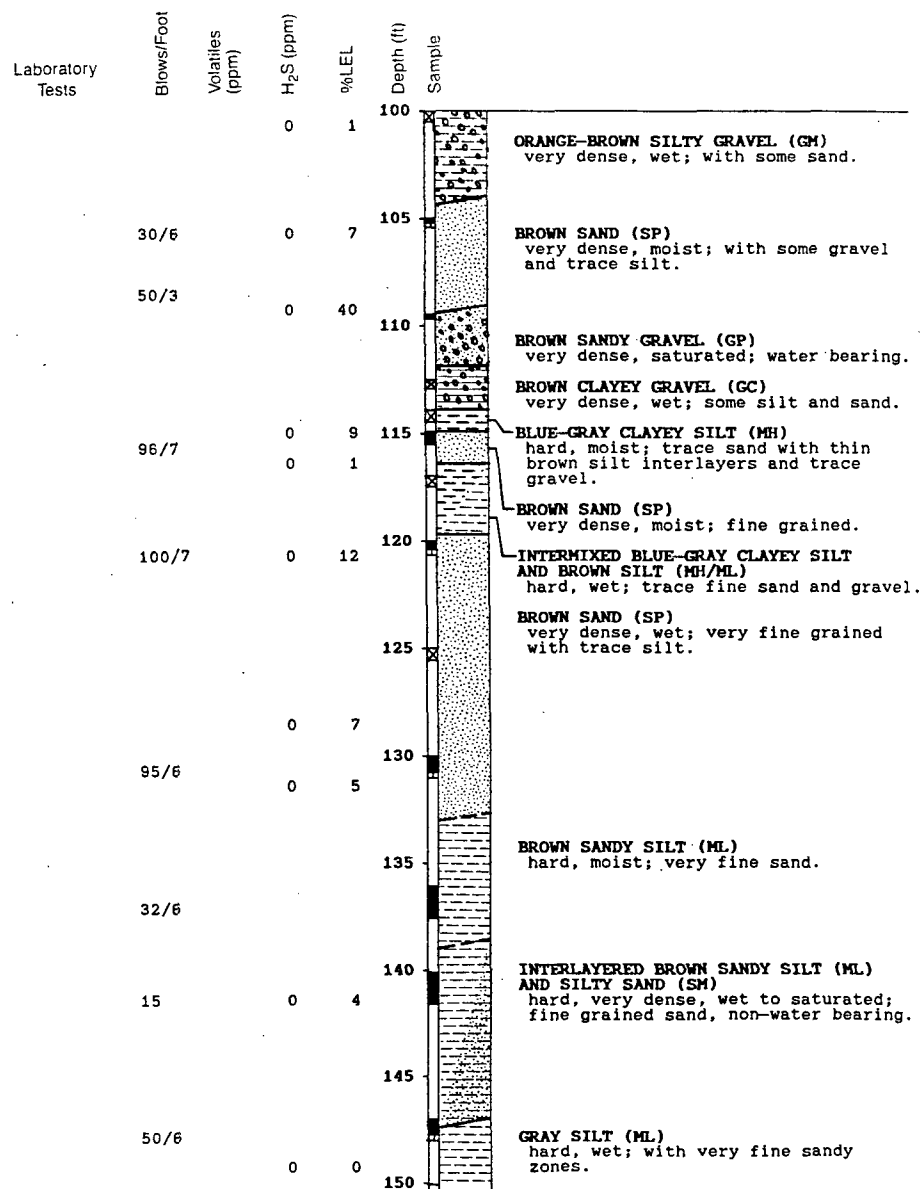 Laboratory
Tests
Blows/Foot
Volatiles
(ppm)
H₂S (ppm)
%LEL
Depth (ft)
Sample
100
0 1
ORANGE-BROWN SILTY GRAVEL (GM)
very dense, wet; with some sand.
105
30/6 0 7
BROWN SAND (SP)
very dense, moist; with some gravel
and trace silt.
50/3
0 40
110
BROWN SANDY GRAVEL (GP)
very dense, saturated; water bearing.
BROWN CLAYEY GRAVEL (GC)
very dense, wet; some silt and sand.
0 9
115
BLUE-GRAY CLAYEY SILT (MH)
hard, moist; trace sand with thin
brown silt interlayers and trace
gravel.
96/7
0 1
BROWN SAND (SP)
very dense, moist; fine grained.
120
100/7 0 12
INTERMIXED BLUE-GRAY CLAYEY SILT
AND BROWN SILT (MH/ML)
hard, wet; trace fine sand and gravel.
BROWN SAND (SP)
very dense, wet; very fine grained
with trace silt.
125
0 7
130
95/6
0 5
135
BROWN SANDY SILT (ML)
hard, moist; very fine sand.
32/6
140
INTERLAYERED BROWN SANDY SILT (ML)
AND SILTY SAND (SM)
hard, very dense, wet to saturated;
fine grained sand, non-water bearing.
15 0 4
145
50/6
GRAY SILT (ML)
hard, wet; with very fine sandy
zones.
0 0
150